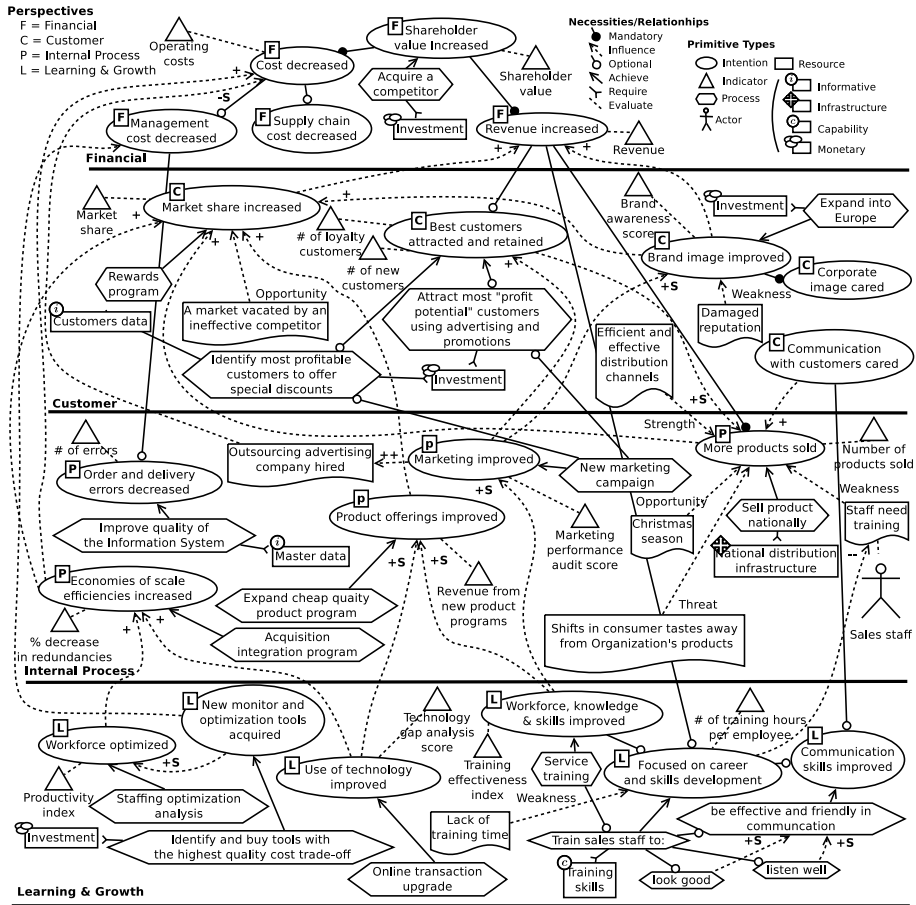 Perspectives
F = Financial
C = Customer
P = Internal Process
L = Learning & Growth
Operating
costs
F
Cost decreased
F
Shareholder
value Increased
Acquire a
competitor
Investment
Shareholder
value
Necessities/Relationships
Mandatory
Influence
Optional
Achieve
Require
Evaluate
Primitive Types
Intention
Resource
Indicator
Process
Actor
i
Informative
Infrastructure
c
Capability
Monetary
+
+
-S
F
Management
cost decreased
F
Supply chain
cost decreased
F
Revenue increased
Revenue
+
+
+
Financial
Market
share
C
Market share increased
+
+
# of loyalty
customers
# of new
customers
C
Best customers
attracted and retained
+
Brand
awareness
score
Investment
Expand into
Europe
C
Brand image improved
+S
C
Corporate
image cared
Weakness
Damaged
reputation
Rewards
program
+
+
+
Opportunity
A market vacated by an
ineffective competitor
i
Customers data
Attract most "profit
potential" customers
using advertising and
promotions
Identify most profitable
customers to offer
special discounts
Investment
Efficient and
effective
distribution
channels
C
Communication
with customers cared
+S
Strength
+
Customer
# of errors
P
Order and delivery
errors decreased
Outsourcing advertising
company hired
++
p
Marketing improved
+S
New marketing
campaign
P
More products sold
Number of
products sold
Weakness
Staff need
training
Opportunity
Christmas
season
Sell product
nationally
National distribution
infrastructure
--
Sales staff
Improve quality of
the Information System
i
Master data
p
Product offerings improved
+S
+S
Marketing
performance
audit score
P
Economies of scale
efficiencies increased
+
+
Expand cheap quaity
product program
Acquisition
integration program
Revenue from
new product
programs
% decrease
in redundancies
Threat
Shifts in consumer tastes away
from Organization's products
Internal Process
L
Workforce optimized
L
New monitor and
optimization tools
acquired
+S
Productivity
index
Staffing optimization
analysis
Investment
Identify and buy tools with
the highest quality cost trade-off
L
Use of technology
improved
Technology
gap analysis
score
Online transaction
upgrade
L
Workforce, knowledge
& skills improved
Training
effectiveness
index
Service
training
Weakness
Lack of
training time
L
Focused on career
and skills development
# of training hours
per employee
L
Communication
skills improved
be effective and friendly in
communcation
+S
+S
Train sales staff to:
c
Training
skills
look good
listen well
Learning & Growth